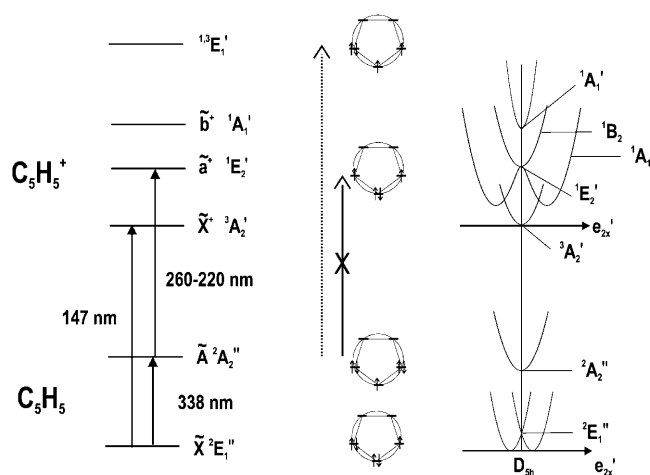 ¹,³E₁'
b̃⁺ ¹A₁'
C₅H₅⁺
ã⁺ ¹E₂'
X̃⁺ ³A₂'
260-220 nm
147 nm
Ã ²A₂''
C₅H₅
338 nm
X̃ ²E₁''
X
¹A₁'
¹B₂
¹A₁
¹E₂'
e₂ₓ'
³A₂'
²A₂''
²E₁''
D₅ₕ
e₂ₓ'